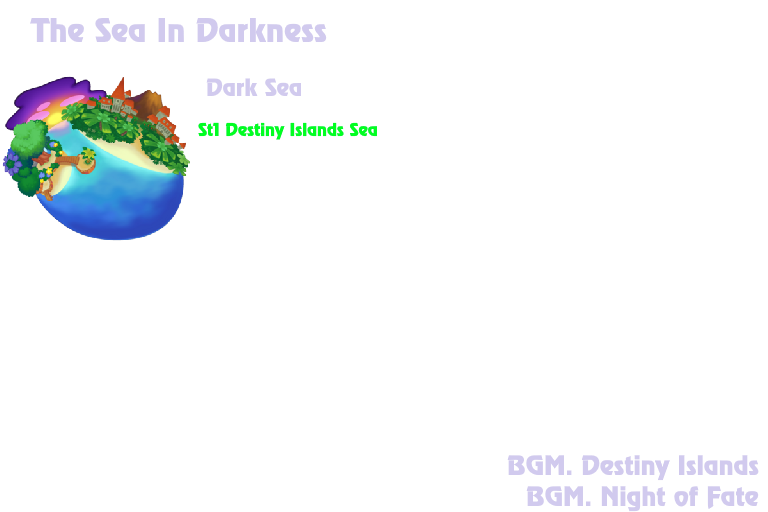 The Sea In Darkness
Dark Sea
St1 Destiny Islands Sea
BGM. Destiny Islands
BGM. Night of Fate